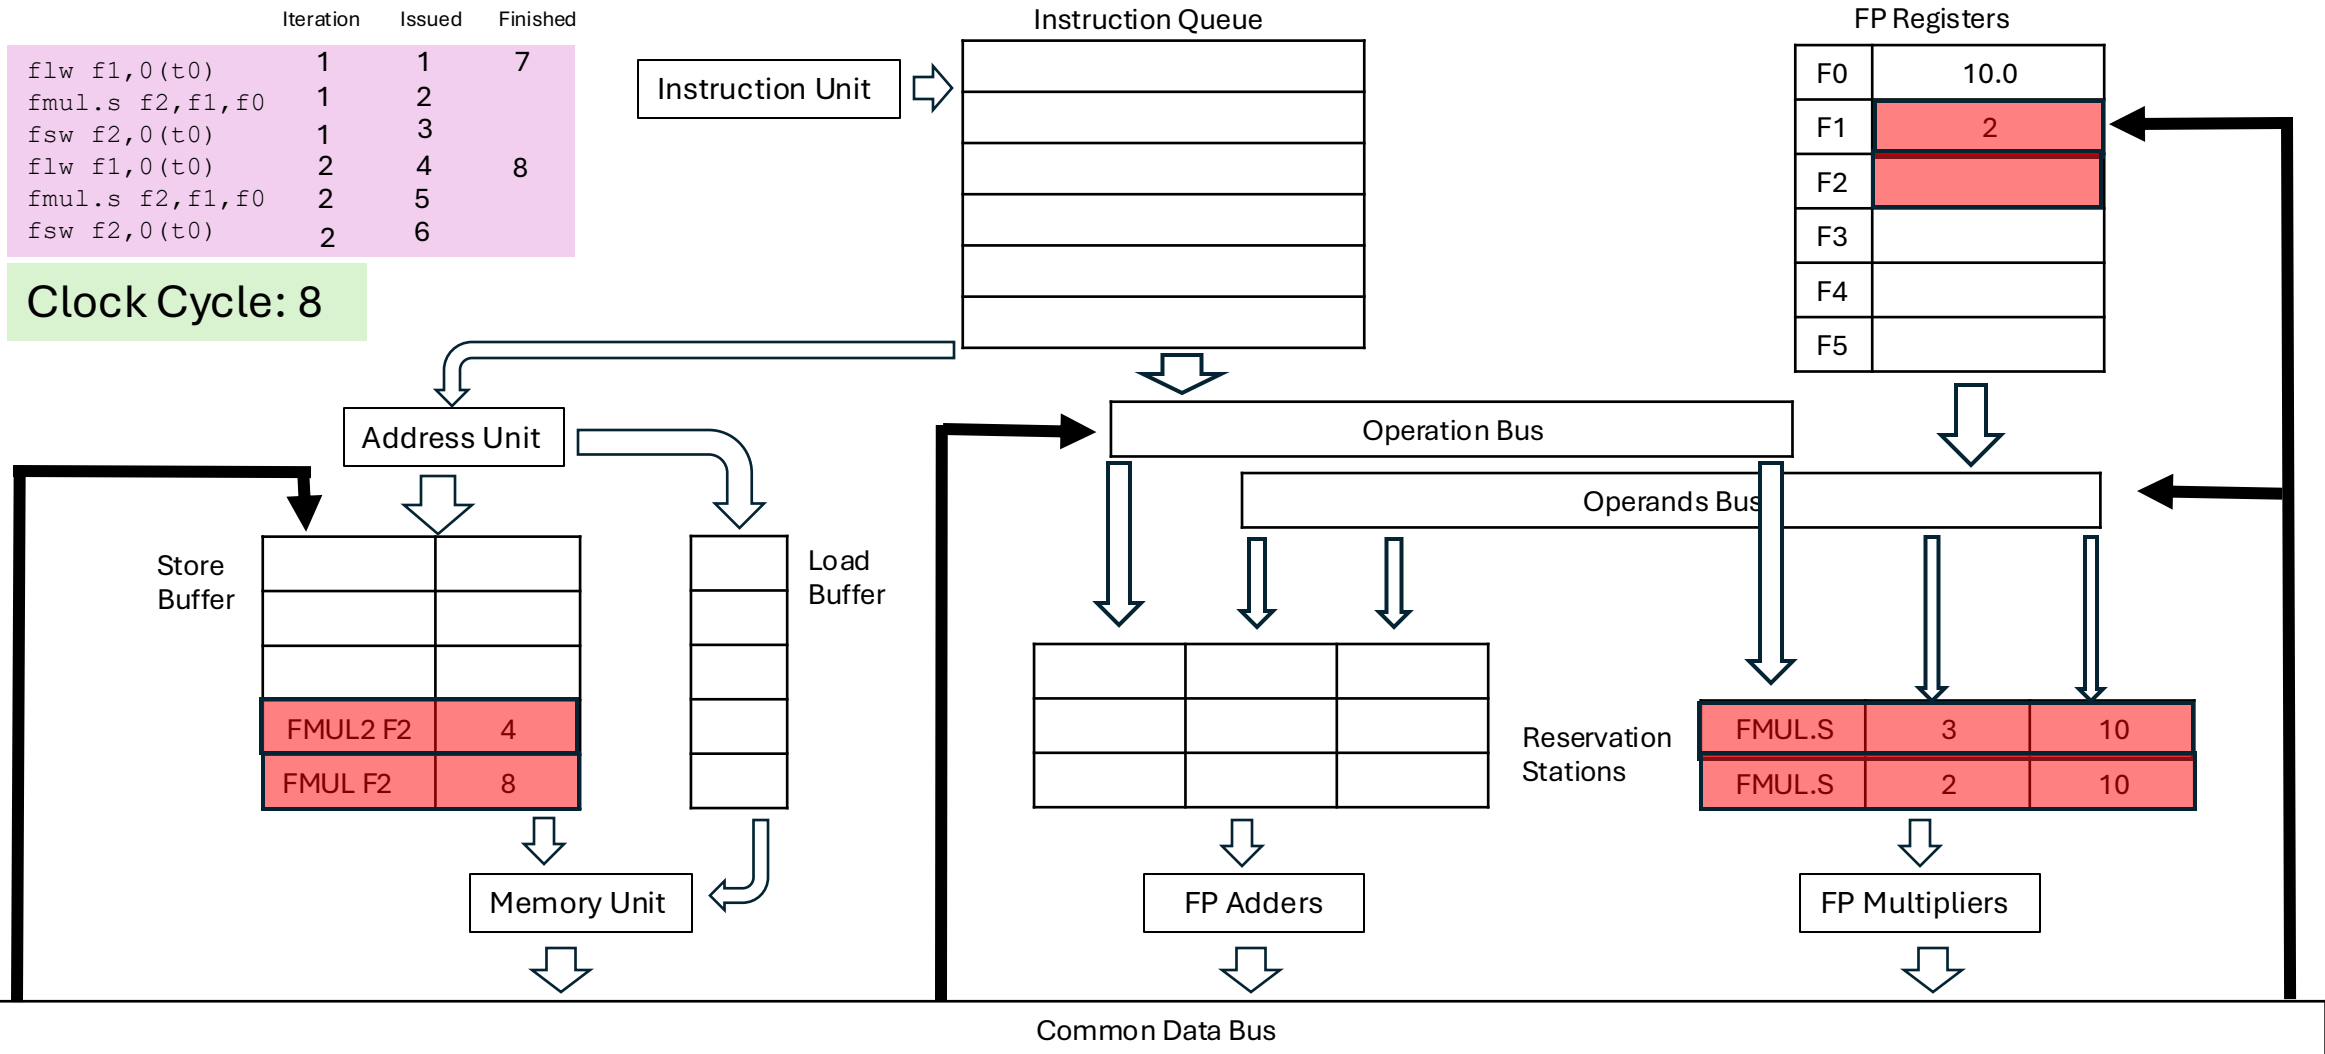 Iteration Issued Finished
flw f1,0(t0) 1 1 7
fmul.s f2,f1,f0 1 2
fsw f2,0(t0) 1 3
flw f1,0(t0) 2 4 8
fmul.s f2,f1,f0 2 5
fsw f2,0(t0) 2 6
Clock Cycle: 8
Instruction Queue
Instruction Unit
FP Registers
F0 10.0
F1 2
F2
F3
F4
F5
Address Unit
Operation Bus
Operands Bus
Store
Buffer
Load
Buffer
FMUL2 F2 4
FMUL F2 8
Reservation
Stations
FMUL.S 3 10
FMUL.S 2 10
Memory Unit
FP Adders
FP Multipliers
Common Data Bus